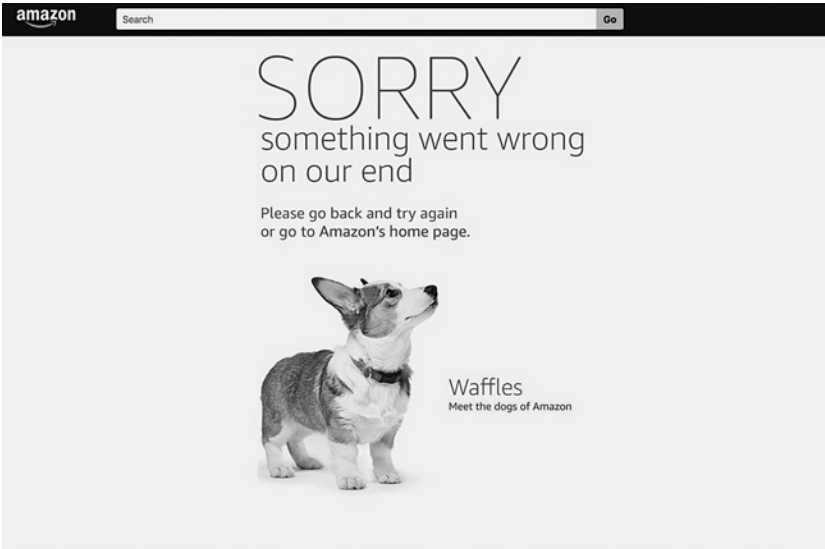 amazon
Search
Go
SORRY
something went wrong
on our end
Please go back and try again
or go to Amazon's home page.
Waffles
Meet the dogs of Amazon